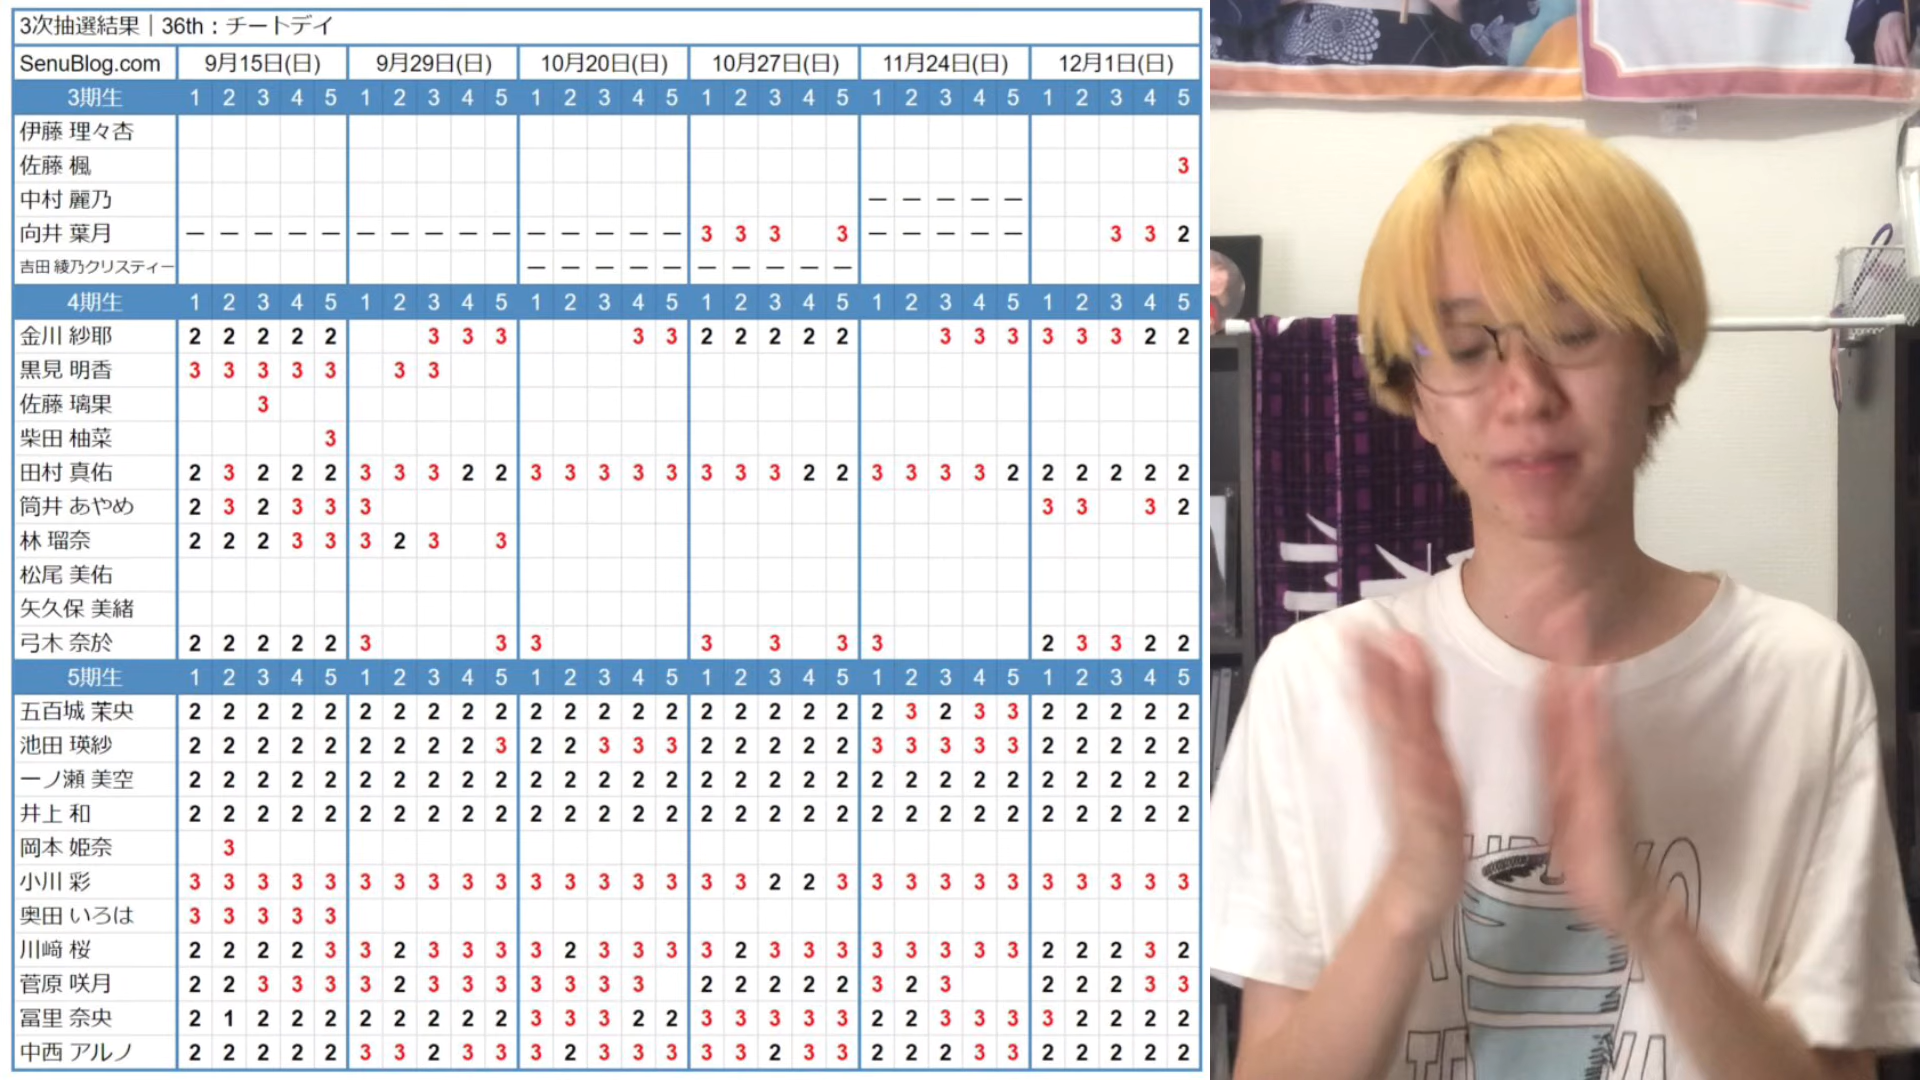 3次抽選結果｜36th：チートデイ
SenuBlog.com 9月15日(日) 9月29日(日) 10月20日(日) 10月27日(日) 11月24日(日) 12月1日(日)
3期生 1 2 3 4 5 1 2 3 4 5 1 2 3 4 5 1 2 3 4 5 1 2 3 4 5 1 2 3 4 5
伊藤 理々杏
佐藤 楓 3
中村 麗乃 — — — — —
向井 葉月 — — — — — — — — — — — — — — — 3 3 3 3 — — — — — 3 3 2
吉田 綾乃クリスティー — — — — — — — — — —
4期生 1 2 3 4 5 1 2 3 4 5 1 2 3 4 5 1 2 3 4 5 1 2 3 4 5 1 2 3 4 5
金川 紗耶 2 2 2 2 2 3 3 3 3 3 2 2 2 2 2 3 3 3 3 3 3 2 2
黒見 明香 3 3 3 3 3 3 3
佐藤 璃果 3
柴田 柚菜 3
田村 真佑 2 3 2 2 2 3 3 3 2 2 3 3 3 3 3 3 3 3 2 2 3 3 3 3 2 2 2 2 2 2
筒井 あやめ 2 3 2 3 3 3 3 3 3 2
林 瑠奈 2 2 2 3 3 3 2 3 3
松尾 美佑
矢久保 美緒
弓木 奈於 2 2 2 2 2 3 3 3 3 3 3 3 2 3 3 2 2
5期生 1 2 3 4 5 1 2 3 4 5 1 2 3 4 5 1 2 3 4 5 1 2 3 4 5 1 2 3 4 5
五百城 茉央 2 2 2 2 2 2 2 2 2 2 2 2 2 2 2 2 2 2 2 2 2 3 2 3 3 2 2 2 2 2
池田 瑛紗 2 2 2 2 2 2 2 2 2 3 2 2 3 3 3 2 2 2 2 2 3 3 3 3 3 2 2 2 2 2
一ノ瀬 美空 2 2 2 2 2 2 2 2 2 2 2 2 2 2 2 2 2 2 2 2 2 2 2 2 2 2 2 2 2 2
井上 和 2 2 2 2 2 2 2 2 2 2 2 2 2 2 2 2 2 2 2 2 2 2 2 2 2 2 2 2 2 2
岡本 姫奈 3
小川 彩 3 3 3 3 3 3 3 3 3 3 3 3 3 3 3 3 3 2 2 3 3 3 3 3 3 3 3 3 3 3
奥田 いろは 3 3 3 3 3
川﨑 桜 2 2 2 2 3 3 2 3 3 3 3 2 3 3 3 3 2 3 3 3 3 3 3 3 3 2 2 2 3 2
菅原 咲月 2 2 3 3 3 3 2 3 3 3 3 3 3 3 2 2 2 2 2 3 2 3 2 2 2 3 3
冨里 奈央 2 1 2 2 2 2 2 2 2 2 3 3 3 2 2 3 3 3 3 3 2 2 3 3 3 3 2 2 2 2
中西 アルノ 2 2 2 2 2 3 3 2 3 3 3 2 3 3 3 3 3 2 3 3 2 2 2 3 3 2 2 2 2 2